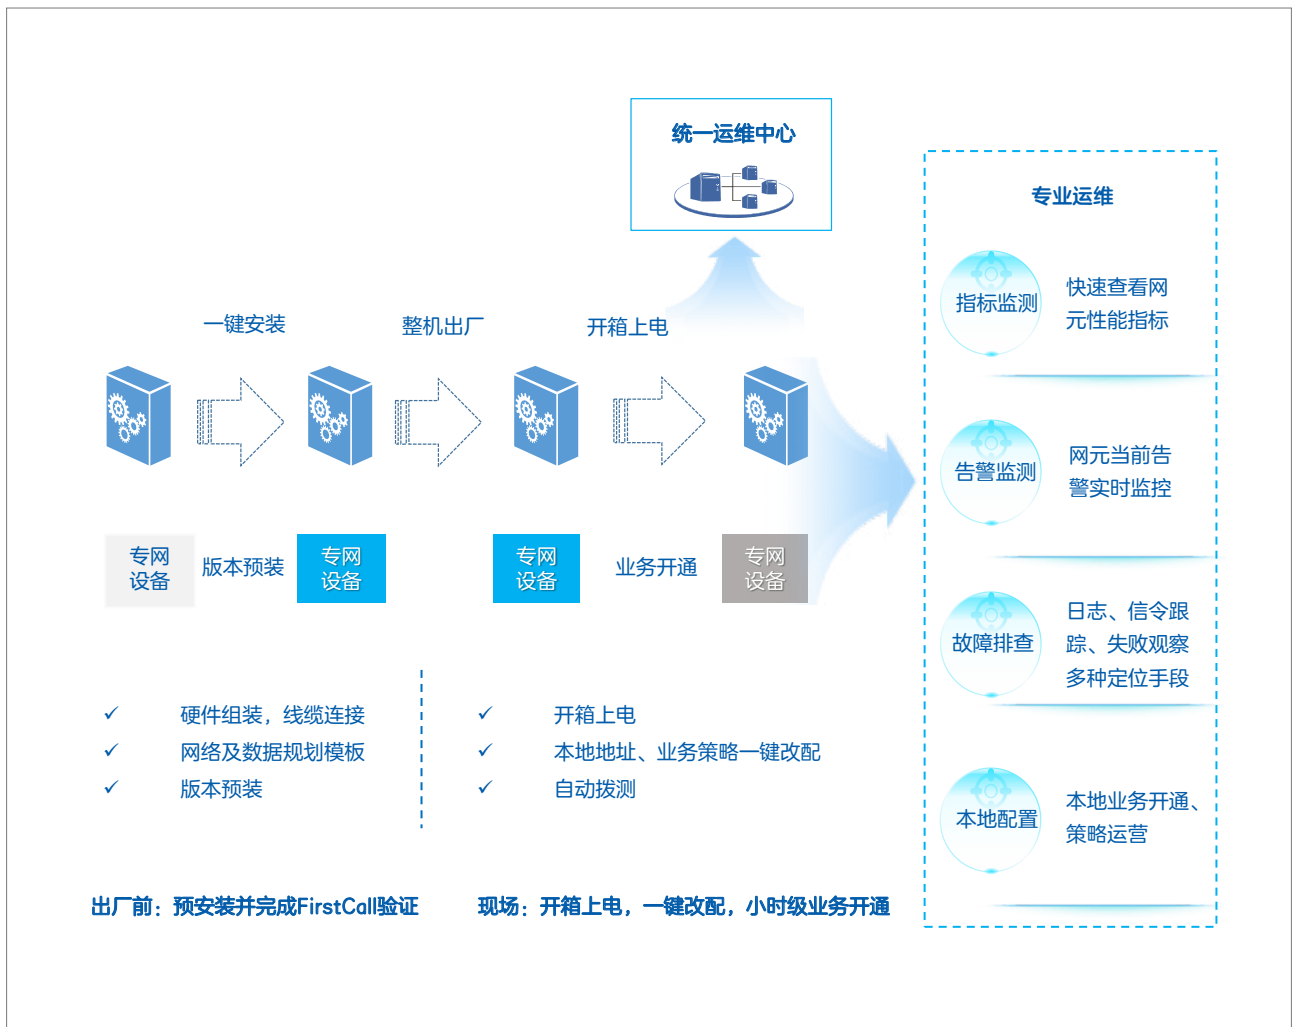 统一运维中心
专业运维
指标监测
快速查看网
元性能指标
一键安装
整机出厂
开箱上电
告警监测
网元当前告
警实时监控
专网
设备
版本预装
专网
设备
专网
设备
业务开通
专网
设备
故障排查
日志、信令跟
踪、失败观察
多种定位手段
硬件组装，线缆连接
网络及数据规划模板
版本预装
开箱上电
本地地址、业务策略一键改配
自动拨测
本地配置
本地业务开通、
策略运营
出厂前：预安装并完成FirstCall验证
现场：开箱上电，一键改配，小时级业务开通